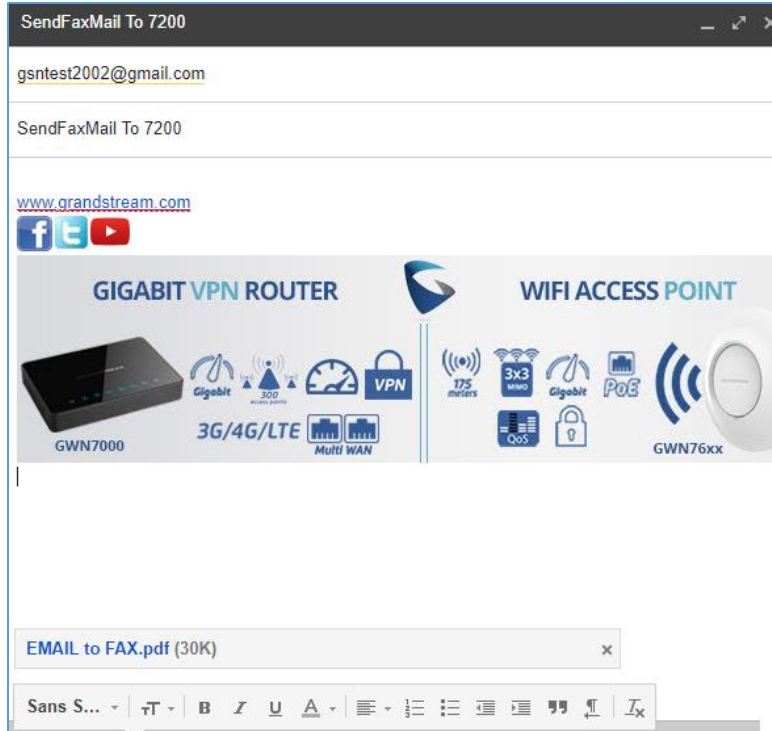 SendFaxMail To 7200
gsntest2002@gmail.com
SendFaxMail To 7200
www.grandstream.com
GIGABIT VPN ROUTER
WIFI ACCESS POINT
Gigabit
300
Access points
VPN
175
meters
3x3
MIMO
Gigabit
PoE
3G/4G/LTE
Multi WAN
QoS
GWN7000
GWN76xx
EMAIL to FAX.pdf (30K)
Sans S...